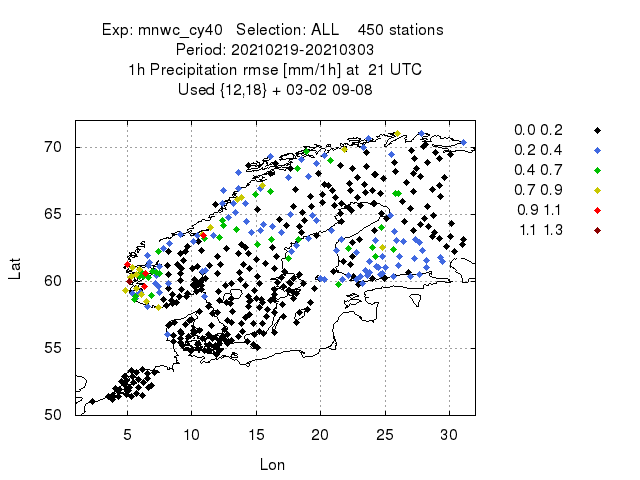 Exp: mnwc_cy40 Selection: ALL 450 stations
Period: 20210219-20210303
1h Precipitation rmse [mm/1h] at 21 UTC
Used {12,18} + 03-02 09-08
0.0 0.2
0.2 0.4
0.4 0.7
0.7 0.9
0.9 1.1
1.1 1.3
70
65
60
55
50
Lat
5 10 15 20 25 30
Lon